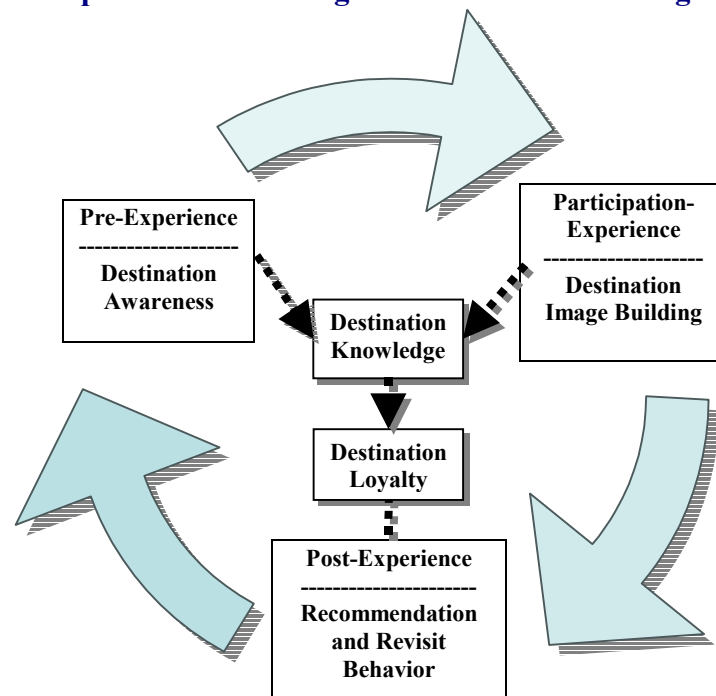 Pre-Experience
---------------------
Destination
Awareness
Participation-
Experience
---------------------
Destination
Image Building
Destination
Knowledge
Destination
Loyalty
Post-Experience
-----------------------
Recommendation
and Revisit
Behavior